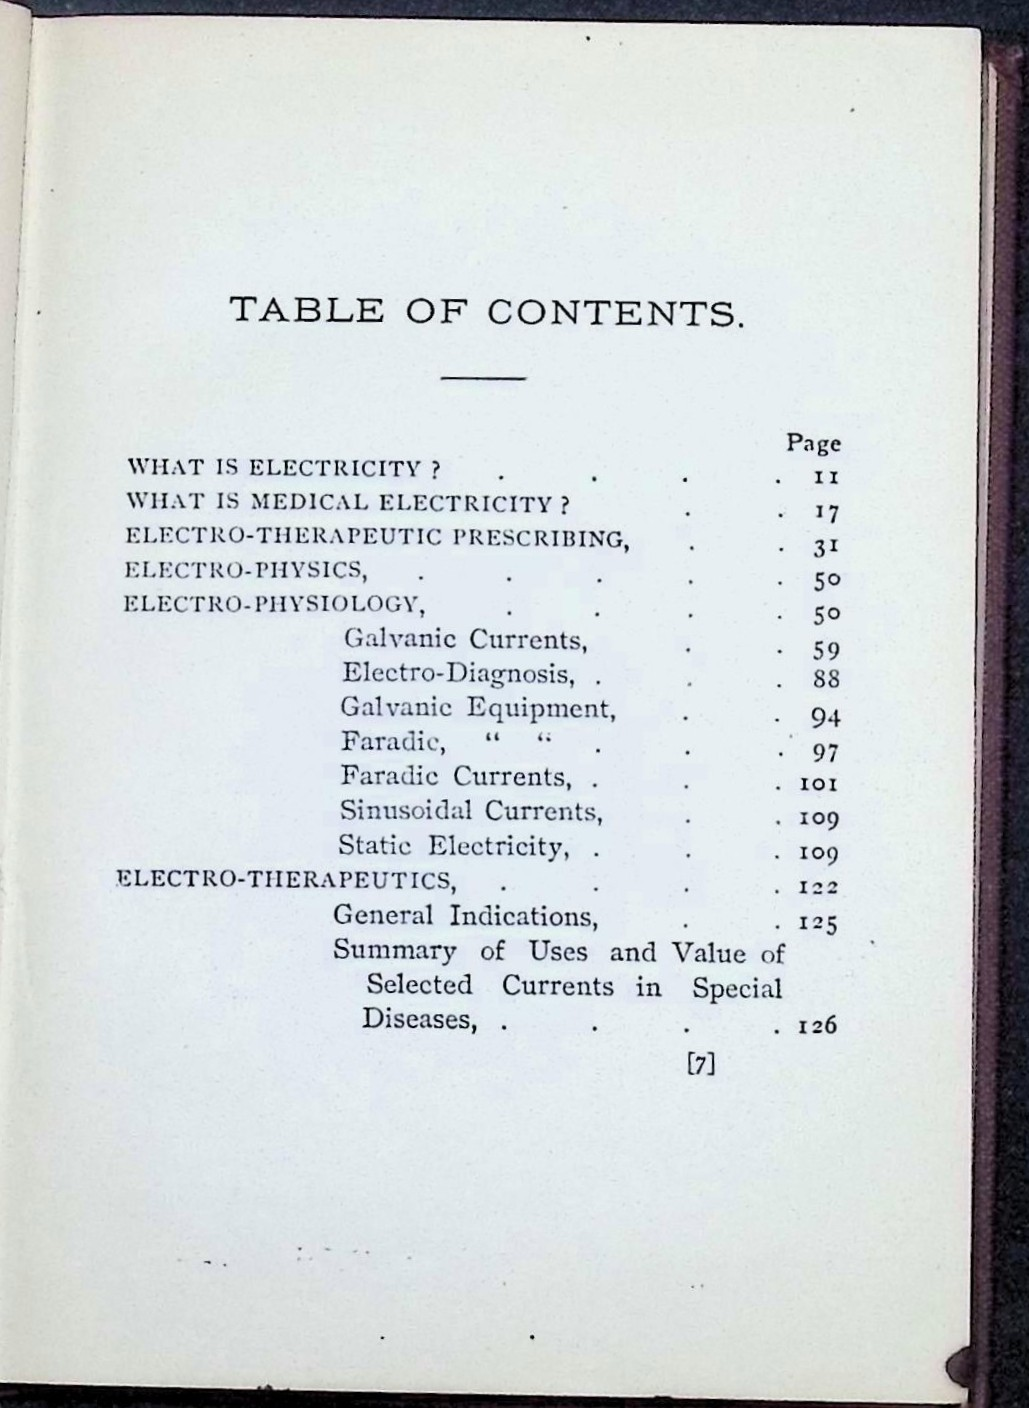 TABLE OF CONTENTS.
Page
WHAT IS ELECTRICITY ? . . . . 11
WHAT IS MEDICAL ELECTRICITY ? . . 17
ELECTRO-THERAPEUTIC PRESCRIBING, . . 31
ELECTRO-PHYSICS, . . . . . 50
ELECTRO-PHYSIOLOGY, . . . . 50
Galvanic Currents, . . 59
Electro-Diagnosis, . . . 88
Galvanic Equipment, . . 94
Faradic, “ “ . . . 97
Faradic Currents, . . . 101
Sinusoidal Currents, . . 109
Static Electricity, . . . 109
ELECTRO-THERAPEUTICS, . . . . 122
General Indications, . . 125
Summary of Uses and Value of
Selected Currents in Special
Diseases, . . . . 126
[7]